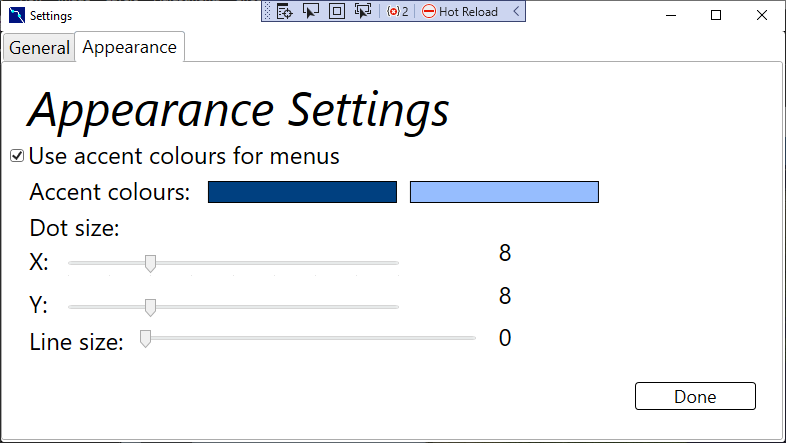 Settings
2
Hot Reload
General
Appearance
Appearance Settings
Use accent colours for menus
Accent colours:
Dot size:
X:
8
Y:
8
Line size:
0
Done